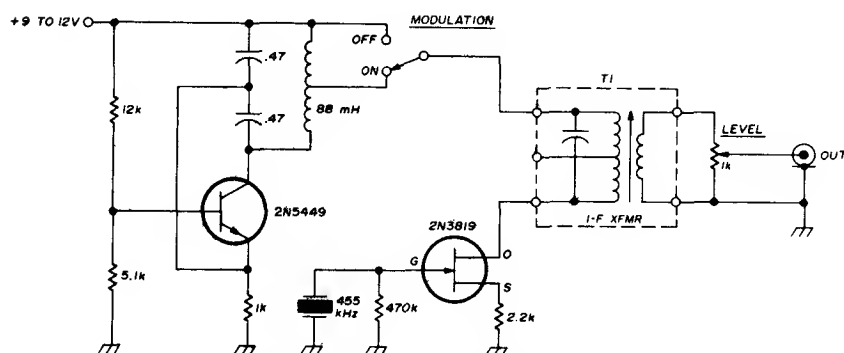 +9 TO 12V
MODULATION
OFF
ON
.47
.47
88 mH
12k
2N5449
5.1k
1k
455
kHz
470k
G
2N3819
O
S
2.2k
T1
I-F XFMR
LEVEL
1k
OUT